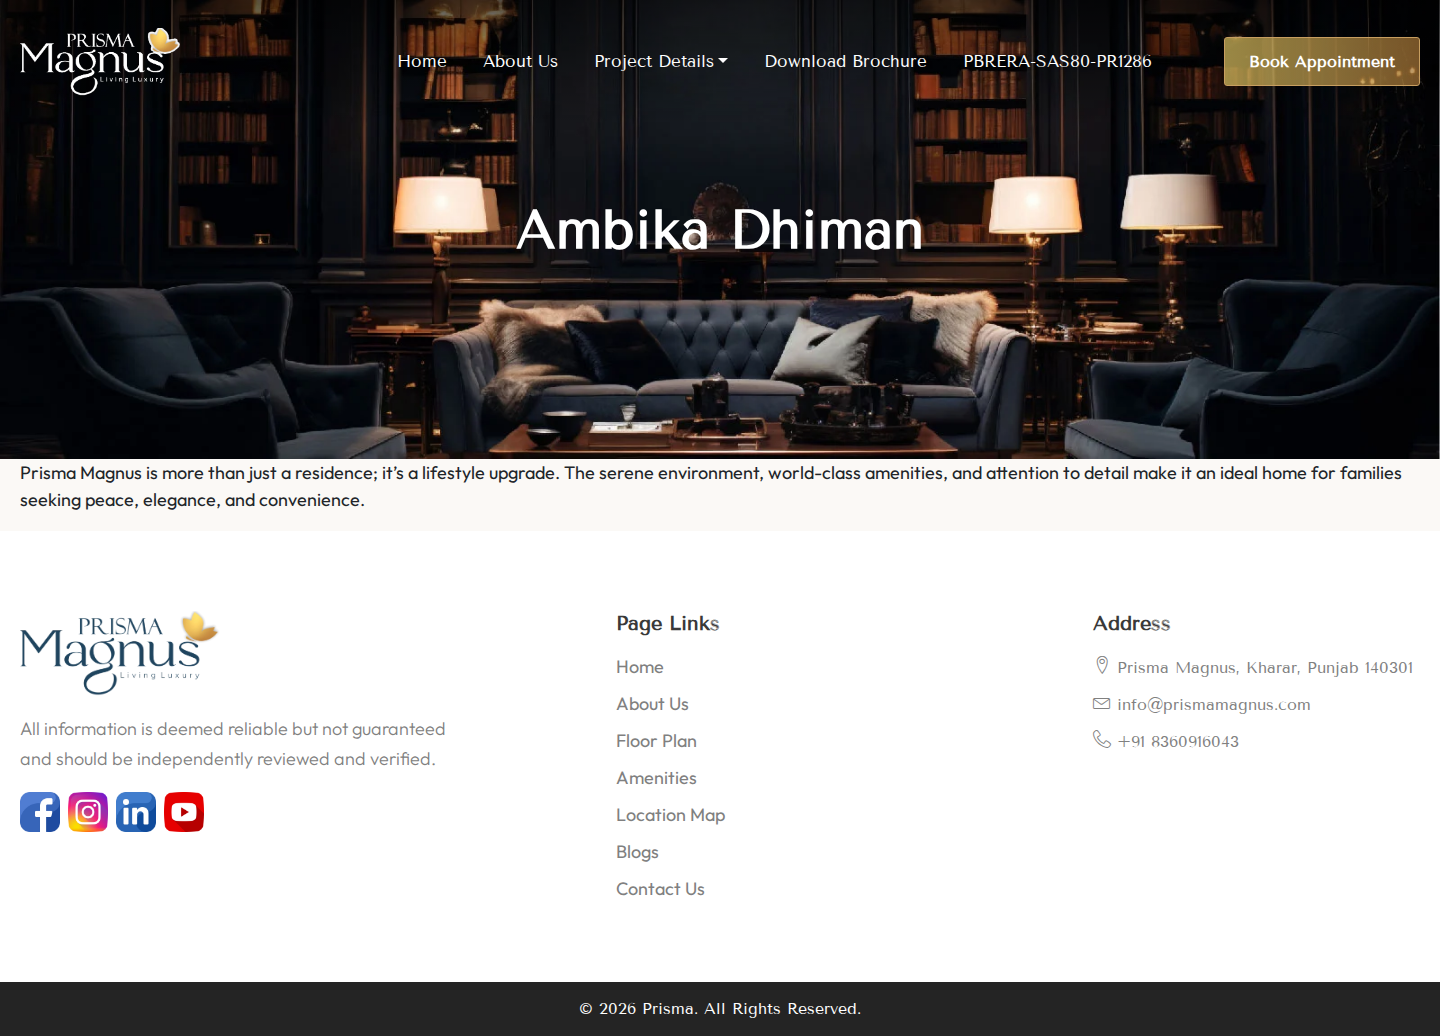 PRISMA
Magnus
Living Luxury
Home
About Us
Project Details
Download Brochure
PBRERA-SAS80-PR1286
Book Appointment
Ambika Dhiman
Prisma Magnus is more than just a residence; it’s a lifestyle upgrade. The serene environment, world-class amenities, and attention to detail make it an ideal home for families
seeking peace, elegance, and convenience.
PRISMA
Magnus
Living Luxury
All information is deemed reliable but not guaranteed
and should be independently reviewed and verified.
Page Links
Home
About Us
Floor Plan
Amenities
Location Map
Blogs
Contact Us
Address
Prisma Magnus, Kharar, Punjab 140301
info@prismamagnus.com
+91 8360916043
© 2026 Prisma. All Rights Reserved.